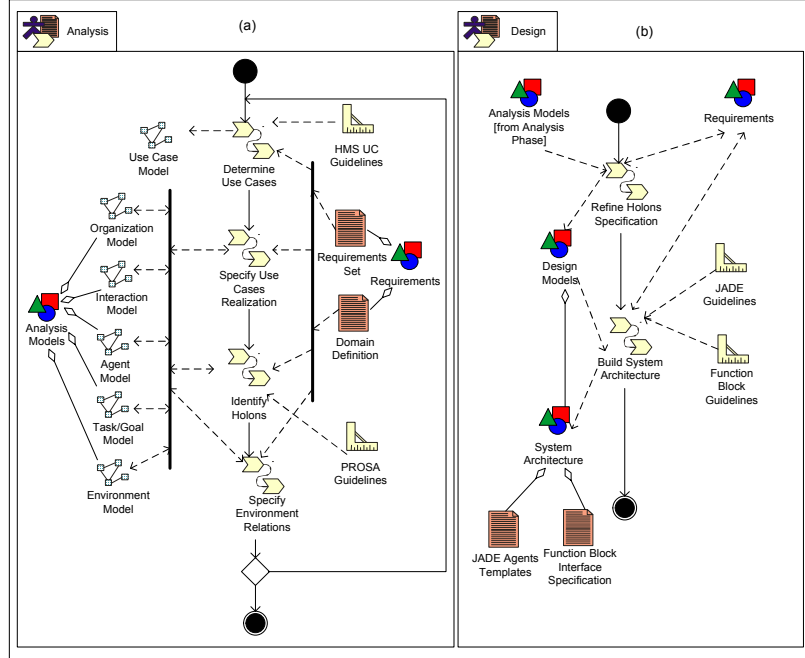 Analysis
(a)
Use Case
Model
HMS UC
Guidelines
Determine
Use Cases
Organization
Model
Requirements
Set
Requirements
Specify Use
Cases
Realization
Interaction
Model
Analysis
Models
Agent
Model
Domain
Definition
Identify
Holons
Task/Goal
Model
PROSA
Guidelines
Environment
Model
Specify
Environment
Relations
Design
(b)
Analysis Models
[from Analysis
Phase]
Requirements
Refine Holons
Specification
Design
Models
JADE
Guidelines
Build System
Architecture
Function
Block
Guidelines
System
Architecture
JADE Agents
Templates
Function Block
Interface
Specification